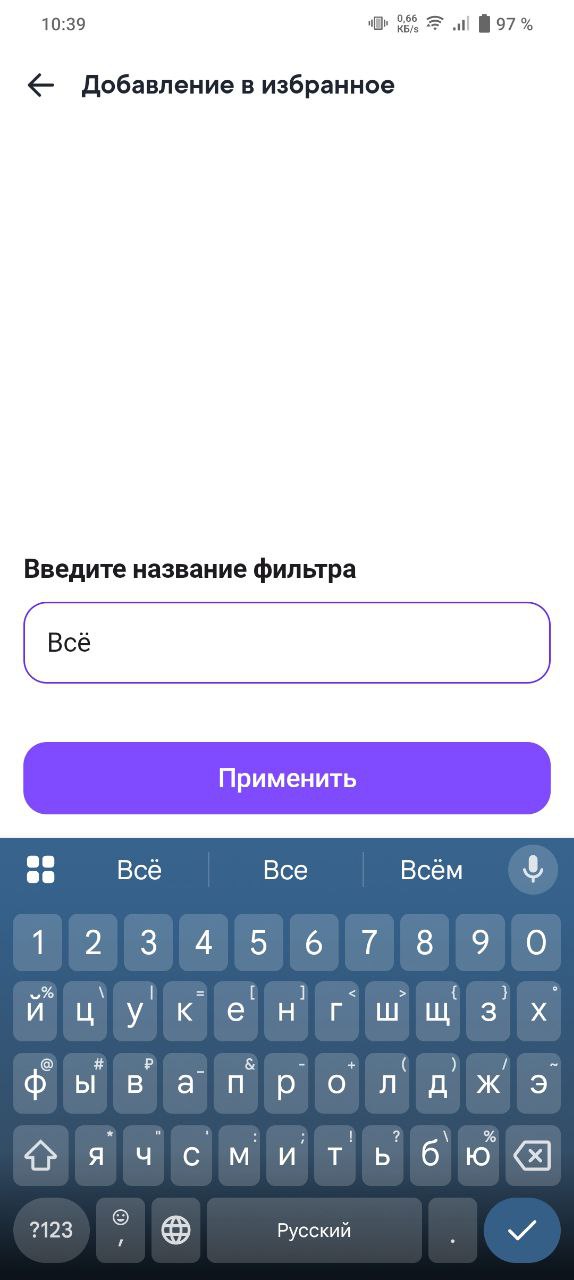 10:39 0,66 КБ/s 97 %
Добавление в избранное
Введите название фильтра
Всё
Применить
Всё Все Всём
1 2 3 4 5 6 7 8 9 0
% \ | = [ ] < > { } °
й ц у к е н г ш щ з х
@ # ₽ _ & - + ( ) / ~
ф ы в а п р о л д ж э
* " ' : ; ! ? \ %
я ч с м и т ь б ю
?123 , Русский .